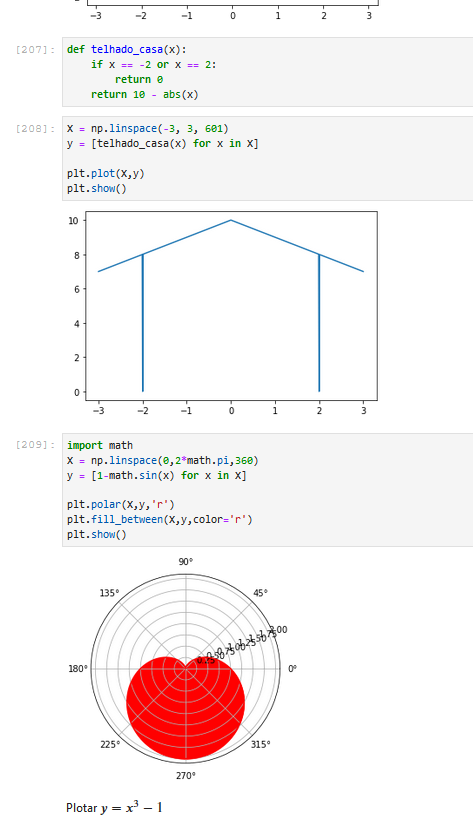 −3 −2 −1 0 1 2 3
[207]: def telhado_casa(x):
if x == -2 or x == 2:
return 0
return 10 - abs(x)
[208]: X = np.linspace(-3, 3, 601)
y = [telhado_casa(x) for x in X]
plt.plot(X,y)
plt.show()
10
8
6
4
2
0
−3 −2 −1 0 1 2 3
[209]: import math
X = np.linspace(0,2*math.pi,360)
y = [1-math.sin(x) for x in X]
plt.polar(X,y,'r')
plt.fill_between(X,y,color='r')
plt.show()
90°
135° 45°
2.00
1.75
1.50
1.25
1.00
0.75
0.50
0.25
180° 0°
225° 315°
270°
Plotar y = x³ − 1